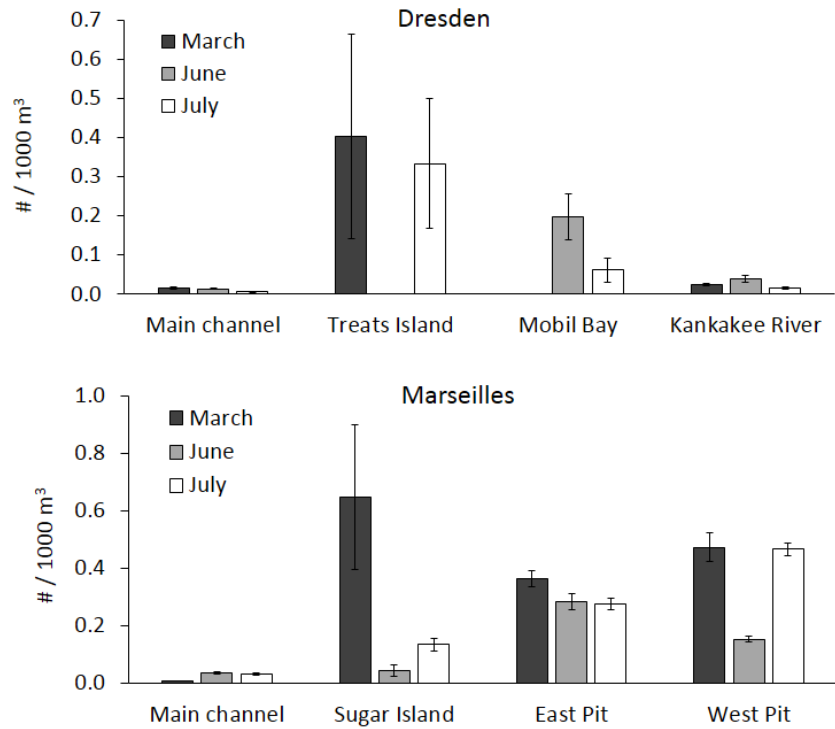 Dresden
# / 1000 m³
0.7
0.6
0.5
0.4
0.3
0.2
0.1
0.0
March
June
July
Main channel Treats Island Mobil Bay Kankakee River
Marseilles
# / 1000 m³
1.0
0.8
0.6
0.4
0.2
0.0
March
June
July
Main channel Sugar Island East Pit West Pit